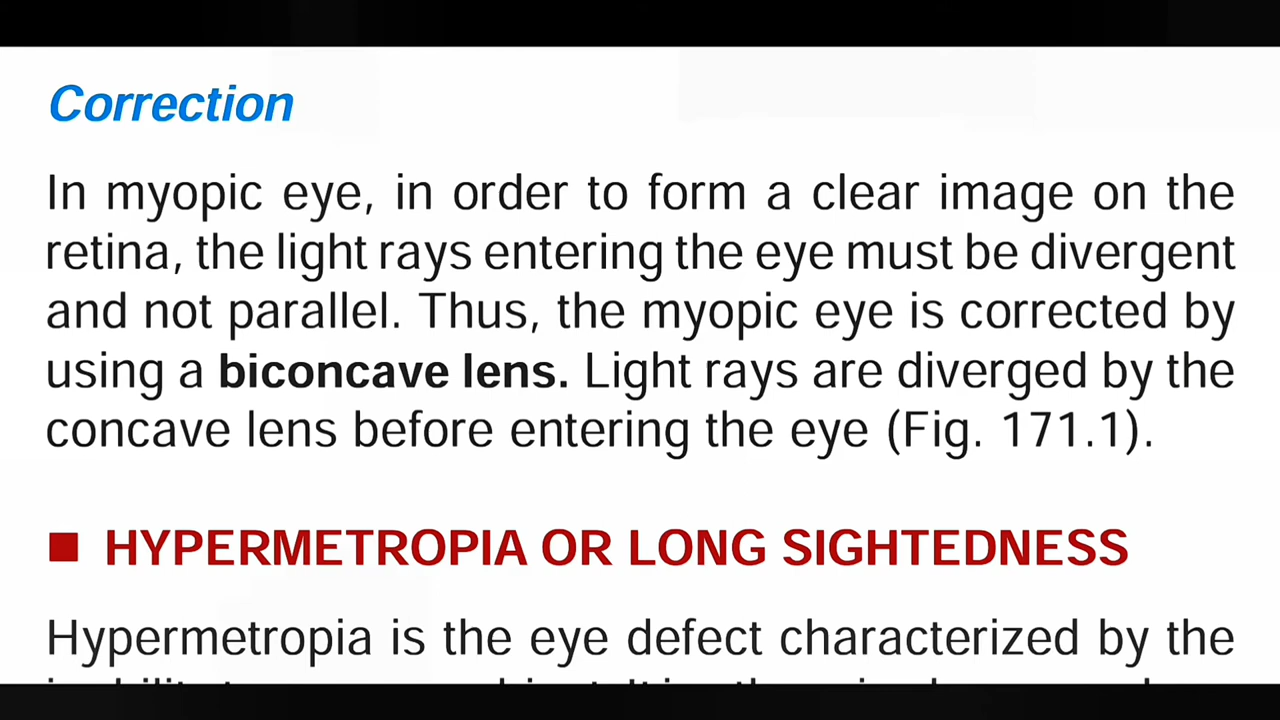 Correction
In myopic eye, in order to form a clear image on the
retina, the light rays entering the eye must be divergent
and not parallel. Thus, the myopic eye is corrected by
using a biconcave lens. Light rays are diverged by the
concave lens before entering the eye (Fig. 171.1).
■ HYPERMETROPIA OR LONG SIGHTEDNESS
Hypermetropia is the eye defect characterized by the